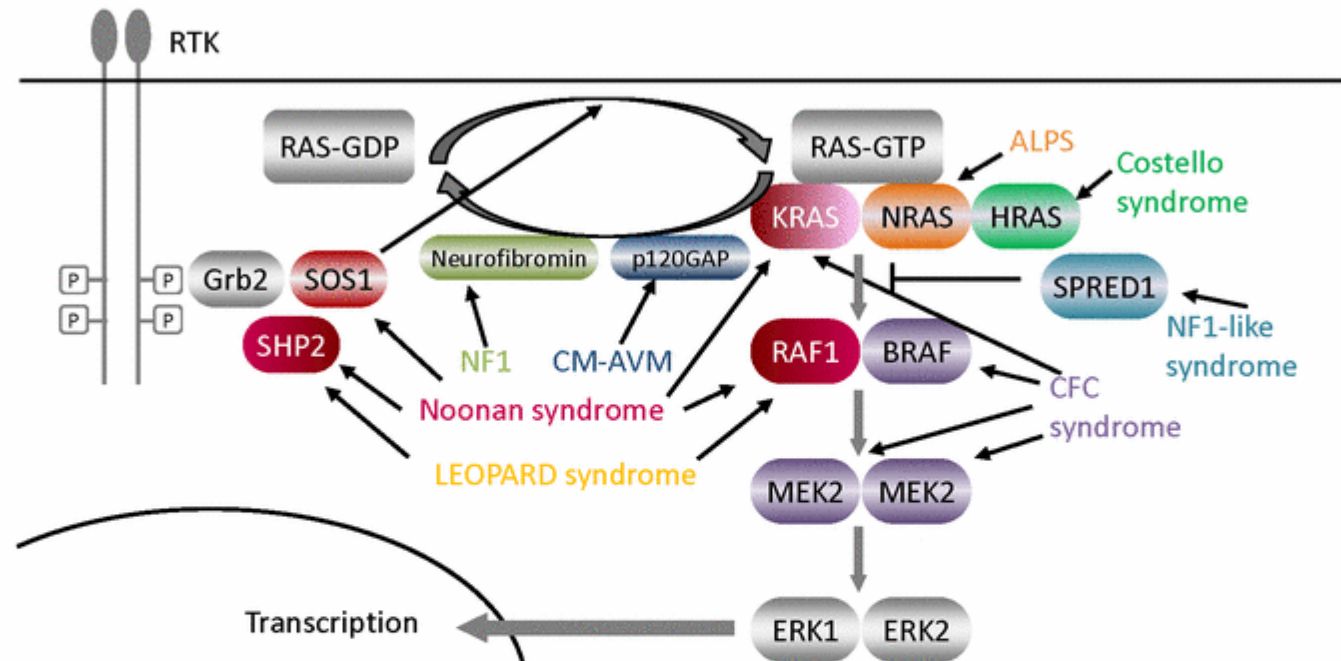 RTK
RAS-GDP
RAS-GTP
ALPS
Costello
syndrome
KRAS
NRAS
HRAS
Neurofibromin
p120GAP
P
P
Grb2
SOS1
SPRED1
P
P
SHP2
NF1
CM-AVM
RAF1
BRAF
NF1-like
syndrome
Noonan syndrome
CFC
syndrome
LEOPARD syndrome
MEK2
MEK2
Transcription
ERK1
ERK2